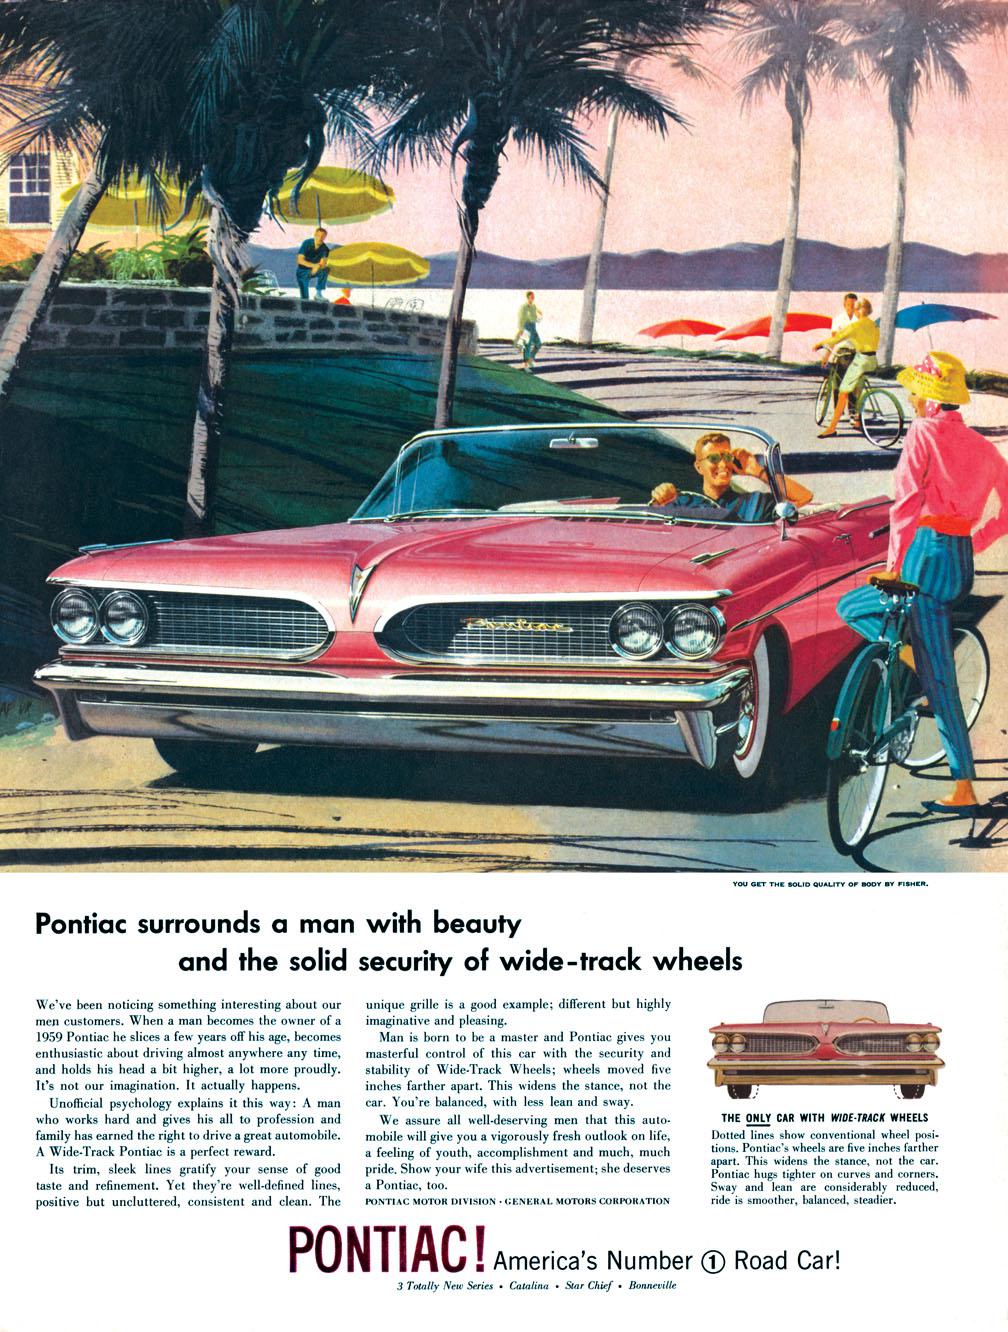 Pontiac
AF VK
YOU GET THE SOLID QUALITY OF BODY BY FISHER.
Pontiac surrounds a man with beauty
and the solid security of wide-track wheels
We've been noticing something interesting about our
men customers. When a man becomes the owner of a
1959 Pontiac he slices a few years off his age, becomes
enthusiastic about driving almost anywhere any time,
and holds his head a bit higher, a lot more proudly.
It's not our imagination. It actually happens.
Unofficial psychology explains it this way: A man
who works hard and gives his all to profession and
family has earned the right to drive a great automobile.
A Wide-Track Pontiac is a perfect reward.
Its trim, sleek lines gratify your sense of good
taste and refinement. Yet they're well-defined lines,
positive but uncluttered, consistent and clean. The
unique grille is a good example; different but highly
imaginative and pleasing.
Man is born to be a master and Pontiac gives you
masterful control of this car with the security and
stability of Wide-Track Wheels; wheels moved five
inches farther apart. This widens the stance, not the
car. You're balanced, with less lean and sway.
We assure all well-deserving men that this auto-
mobile will give you a vigorously fresh outlook on life,
a feeling of youth, accomplishment and much, much
pride. Show your wife this advertisement; she deserves
a Pontiac, too.
PONTIAC MOTOR DIVISION · GENERAL MOTORS CORPORATION
THE ONLY CAR WITH WIDE-TRACK WHEELS
Dotted lines show conventional wheel posi-
tions. Pontiac's wheels are five inches farther
apart. This widens the stance, not the car.
Pontiac hugs tighter on curves and corners.
Sway and lean are considerably reduced,
ride is smoother, balanced, steadier.
PONTIAC! America's Number 1 Road Car!
3 Totally New Series • Catalina • Star Chief • Bonneville